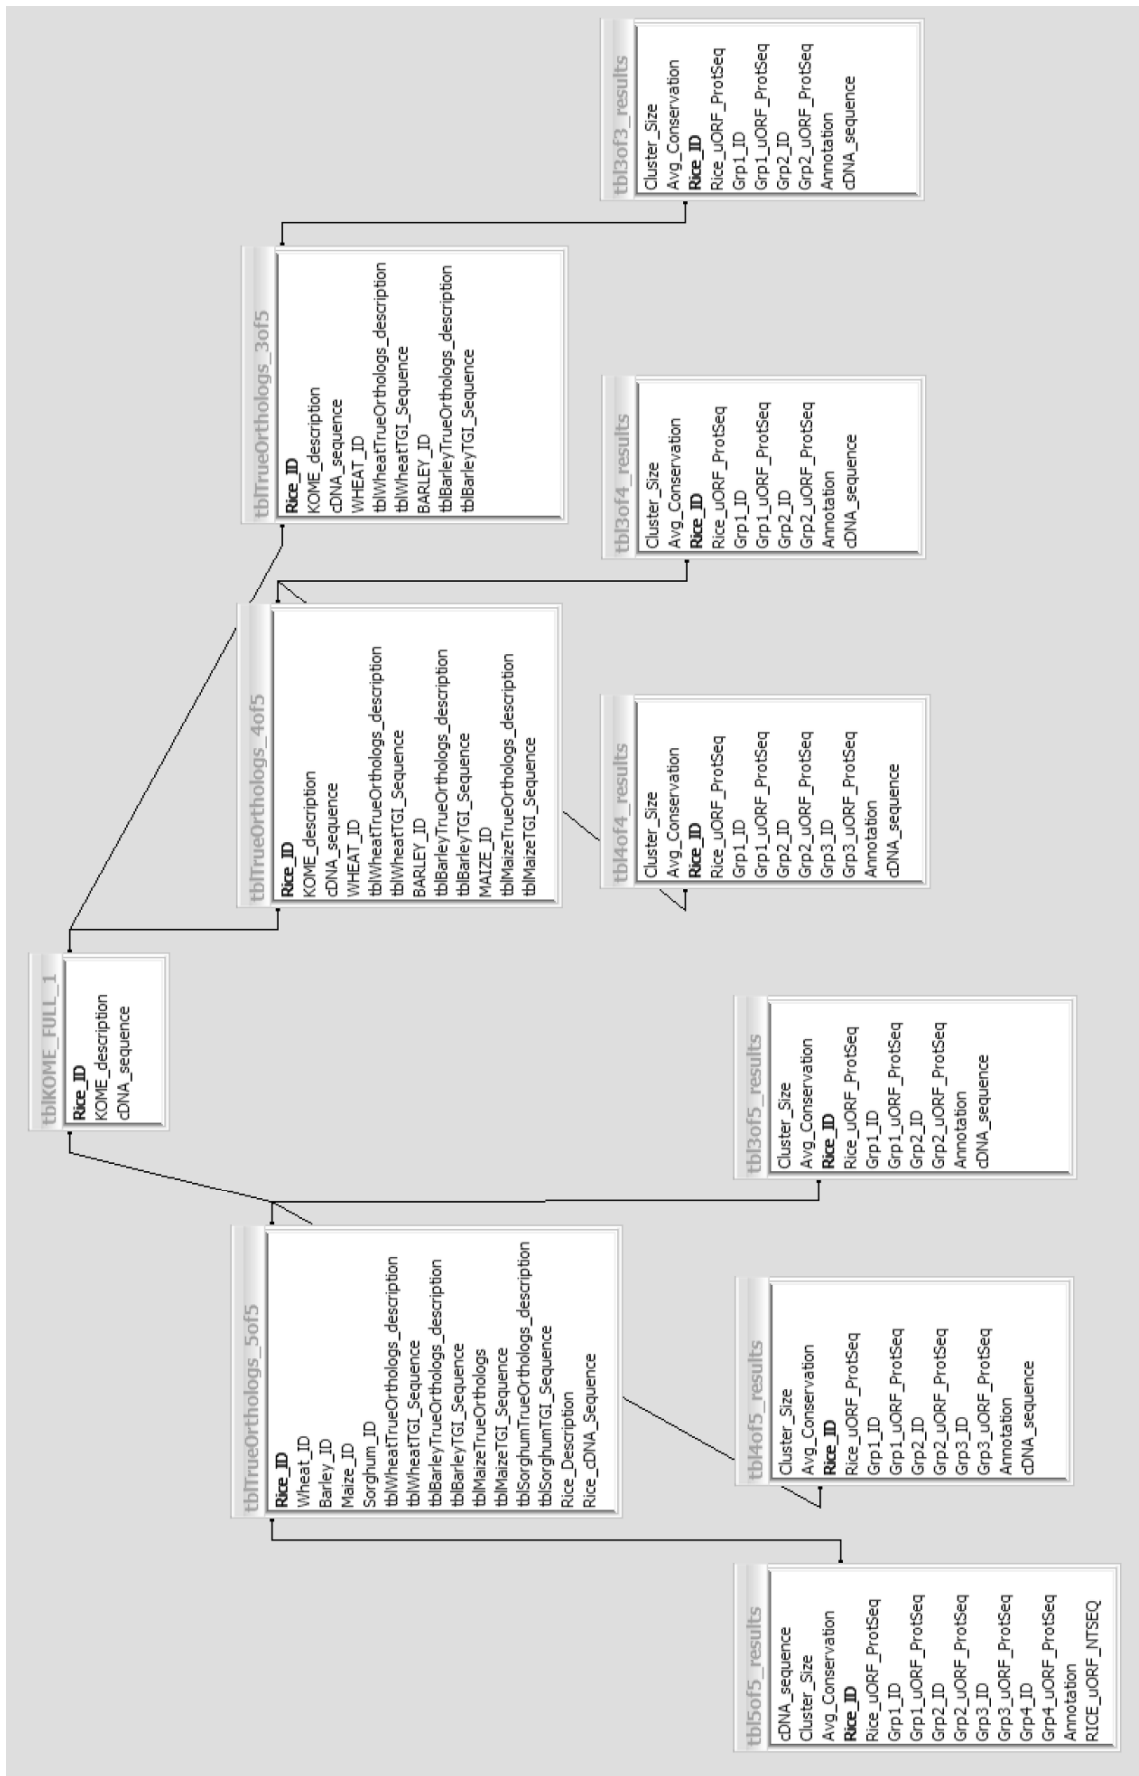 tblKOME_FULL_1
Rice_ID
KOME_description
cDNA_sequence
tblTrueOrthologs_5of5
Rice_ID
Wheat_ID
Barley_ID
Maize_ID
Sorghum_ID
tblWheatTrueOrthologs_description
tblWheatTGI_Sequence
tblBarleyTrueOrthologs_description
tblBarleyTGI_Sequence
tblMaizeTrueOrthologs
tblMaizeTGI_Sequence
tblSorghumTrueOrthologs_description
tblSorghumTGI_Sequence
Rice_Description
Rice_cDNA_Sequence
tblTrueOrthologs_4of5
Rice_ID
KOME_description
cDNA_sequence
WHEAT_ID
tblWheatTrueOrthologs_description
tblWheatTGI_Sequence
BARLEY_ID
tblBarleyTrueOrthologs_description
tblBarleyTGI_Sequence
MAIZE_ID
tblMaizeTrueOrthologs_description
tblMaizeTGI_Sequence
tblTrueOrthologs_3of5
Rice_ID
KOME_description
cDNA_sequence
WHEAT_ID
tblWheatTrueOrthologs_description
tblWheatTGI_Sequence
BARLEY_ID
tblBarleyTrueOrthologs_description
tblBarleyTGI_Sequence
tbl5of5_results
cDNA_sequence
Cluster_Size
Avg_Conservation
Rice_ID
Rice_uORF_ProtSeq
Grp1_ID
Grp1_uORF_ProtSeq
Grp2_ID
Grp2_uORF_ProtSeq
Grp3_ID
Grp3_uORF_ProtSeq
Grp4_ID
Grp4_uORF_ProtSeq
Annotation
RICE_uORF_NTSEQ
tbl4of5_results
Cluster_Size
Avg_Conservation
Rice_ID
Rice_uORF_ProtSeq
Grp1_ID
Grp1_uORF_ProtSeq
Grp2_ID
Grp2_uORF_ProtSeq
Grp3_ID
Grp3_uORF_ProtSeq
Annotation
cDNA_sequence
tbl3of5_results
Cluster_Size
Avg_Conservation
Rice_ID
Rice_uORF_ProtSeq
Grp1_ID
Grp1_uORF_ProtSeq
Grp2_ID
Grp2_uORF_ProtSeq
Annotation
cDNA_sequence
tbl4of4_results
Cluster_Size
Avg_Conservation
Rice_ID
Rice_uORF_ProtSeq
Grp1_ID
Grp1_uORF_ProtSeq
Grp2_ID
Grp2_uORF_ProtSeq
Grp3_ID
Grp3_uORF_ProtSeq
Annotation
cDNA_sequence
tbl3of4_results
Cluster_Size
Avg_Conservation
Rice_ID
Rice_uORF_ProtSeq
Grp1_ID
Grp1_uORF_ProtSeq
Grp2_ID
Grp2_uORF_ProtSeq
Annotation
cDNA_sequence
tbl3of3_results
Cluster_Size
Avg_Conservation
Rice_ID
Rice_uORF_ProtSeq
Grp1_ID
Grp1_uORF_ProtSeq
Grp2_ID
Grp2_uORF_ProtSeq
Annotation
cDNA_sequence